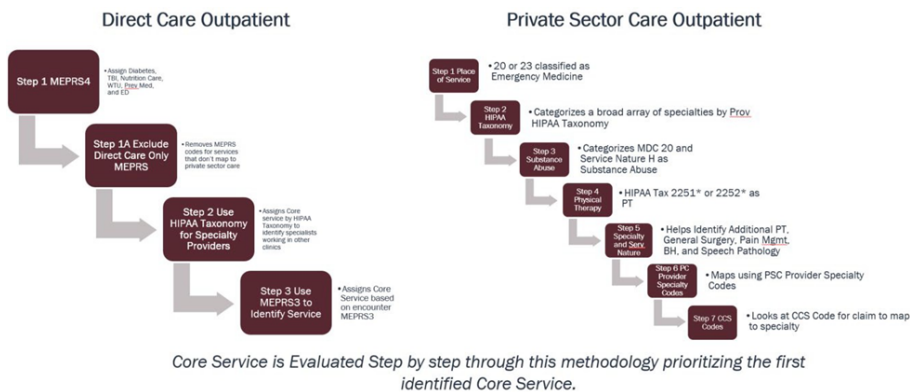 Direct Care Outpatient
Step 1 MEPRS4
• Assign Diabetes,
TBI, Nutrition Care,
WTU, Prev Med,
and ED
Step 1A Exclude
Direct Care Only
MEPRS
• Removes MEPRS
codes for services
that don't map to
private sector care
Step 2 Use
HIPAA Taxonomy
for Specialty
Providers
• Assigns Core
service by HIPAA
Taxonomy to
identify specialists
working in other
clinics
Step 3 Use
MEPRS3 to
Identify Service
• Assigns Core
Service based
on encounter
MEPRS3
Private Sector Care Outpatient
Step 1 Place
of Service
• 20 or 23 classified as
Emergency Medicine
Step 2
HIPAA
Taxonomy
• Categorizes a broad array of specialties by Prov
HIPAA Taxonomy
Step 3
Substance
Abuse
• Categorizes MDC 20 and
Service Nature H as
Substance Abuse
Step 4
Physical
Therapy
• HIPAA Tax 2251* or 2252* as
PT
Step 5
Specialty
and Serv
Nature
• Helps Identify Additional PT,
General Surgery, Pain Mgmt,
BH, and Speech Pathology
Step 6 PC
Provider
Specialty
Codes
• Maps using PSC Provider Specialty
Codes
Step 7 CCS
Codes
• Looks at CCS Code for claim to map
to specialty
Core Service is Evaluated Step by step through this methodology prioritizing the first
identified Core Service.